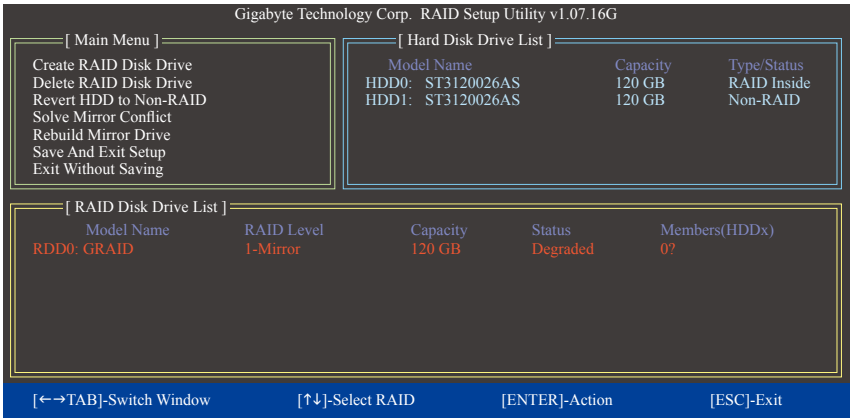 Gigabyte Technology Corp. RAID Setup Utility v1.07.16G
[ Main Menu ]
Create RAID Disk Drive
Delete RAID Disk Drive
Revert HDD to Non-RAID
Solve Mirror Conflict
Rebuild Mirror Drive
Save And Exit Setup
Exit Without Saving
[ Hard Disk Drive List ]
Model Name Capacity Type/Status
HDD0: ST3120026AS 120 GB RAID Inside
HDD1: ST3120026AS 120 GB Non-RAID
[ RAID Disk Drive List ]
Model Name RAID Level Capacity Status Members(HDDx)
RDD0: GRAID 1-Mirror 120 GB Degraded 0?
[←→TAB]-Switch Window [↑↓]-Select RAID [ENTER]-Action [ESC]-Exit